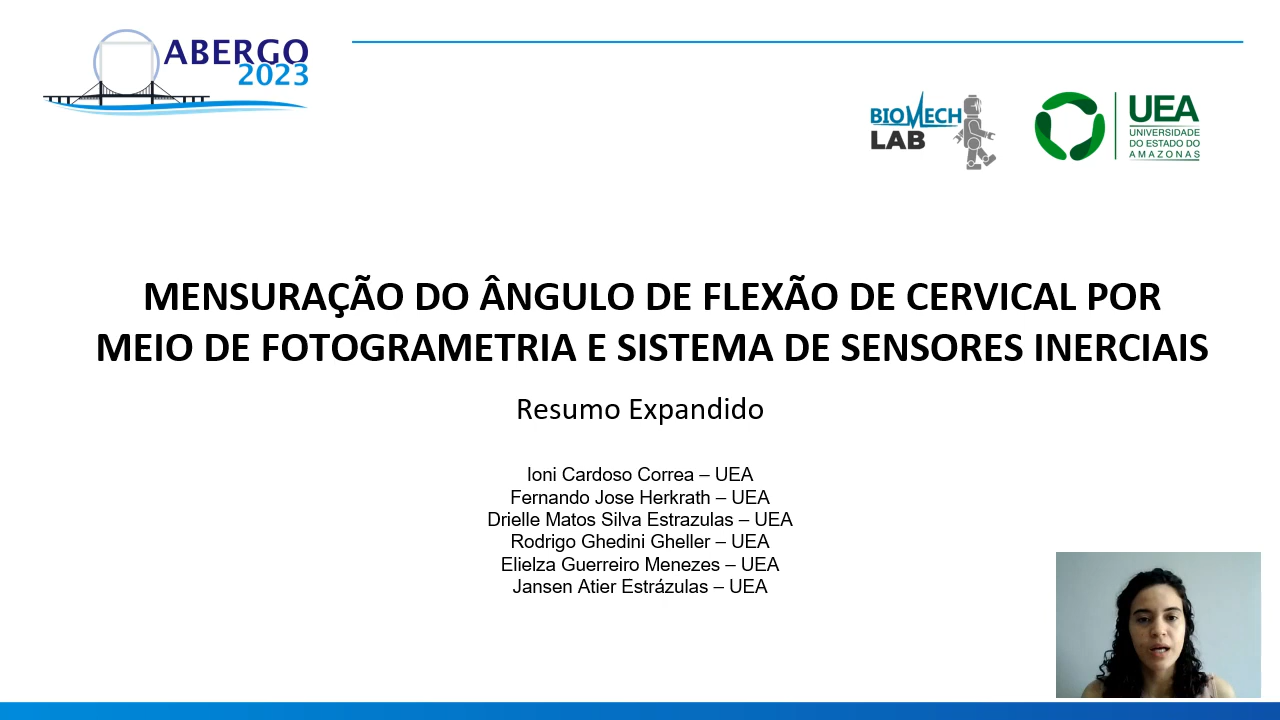 ABERGO
2023
BIOMECH
LAB
UEA
UNIVERSIDADE
DO ESTADO DO
AMAZONAS
MENSURAÇÃO DO ÂNGULO DE FLEXÃO DE CERVICAL POR
MEIO DE FOTOGRAMETRIA E SISTEMA DE SENSORES INERCIAIS
Resumo Expandido
Ioni Cardoso Correa – UEA
Fernando Jose Herkrath – UEA
Drielle Matos Silva Estrazulas – UEA
Rodrigo Ghedini Gheller – UEA
Elielza Guerreiro Menezes – UEA
Jansen Atier Estrázulas – UEA